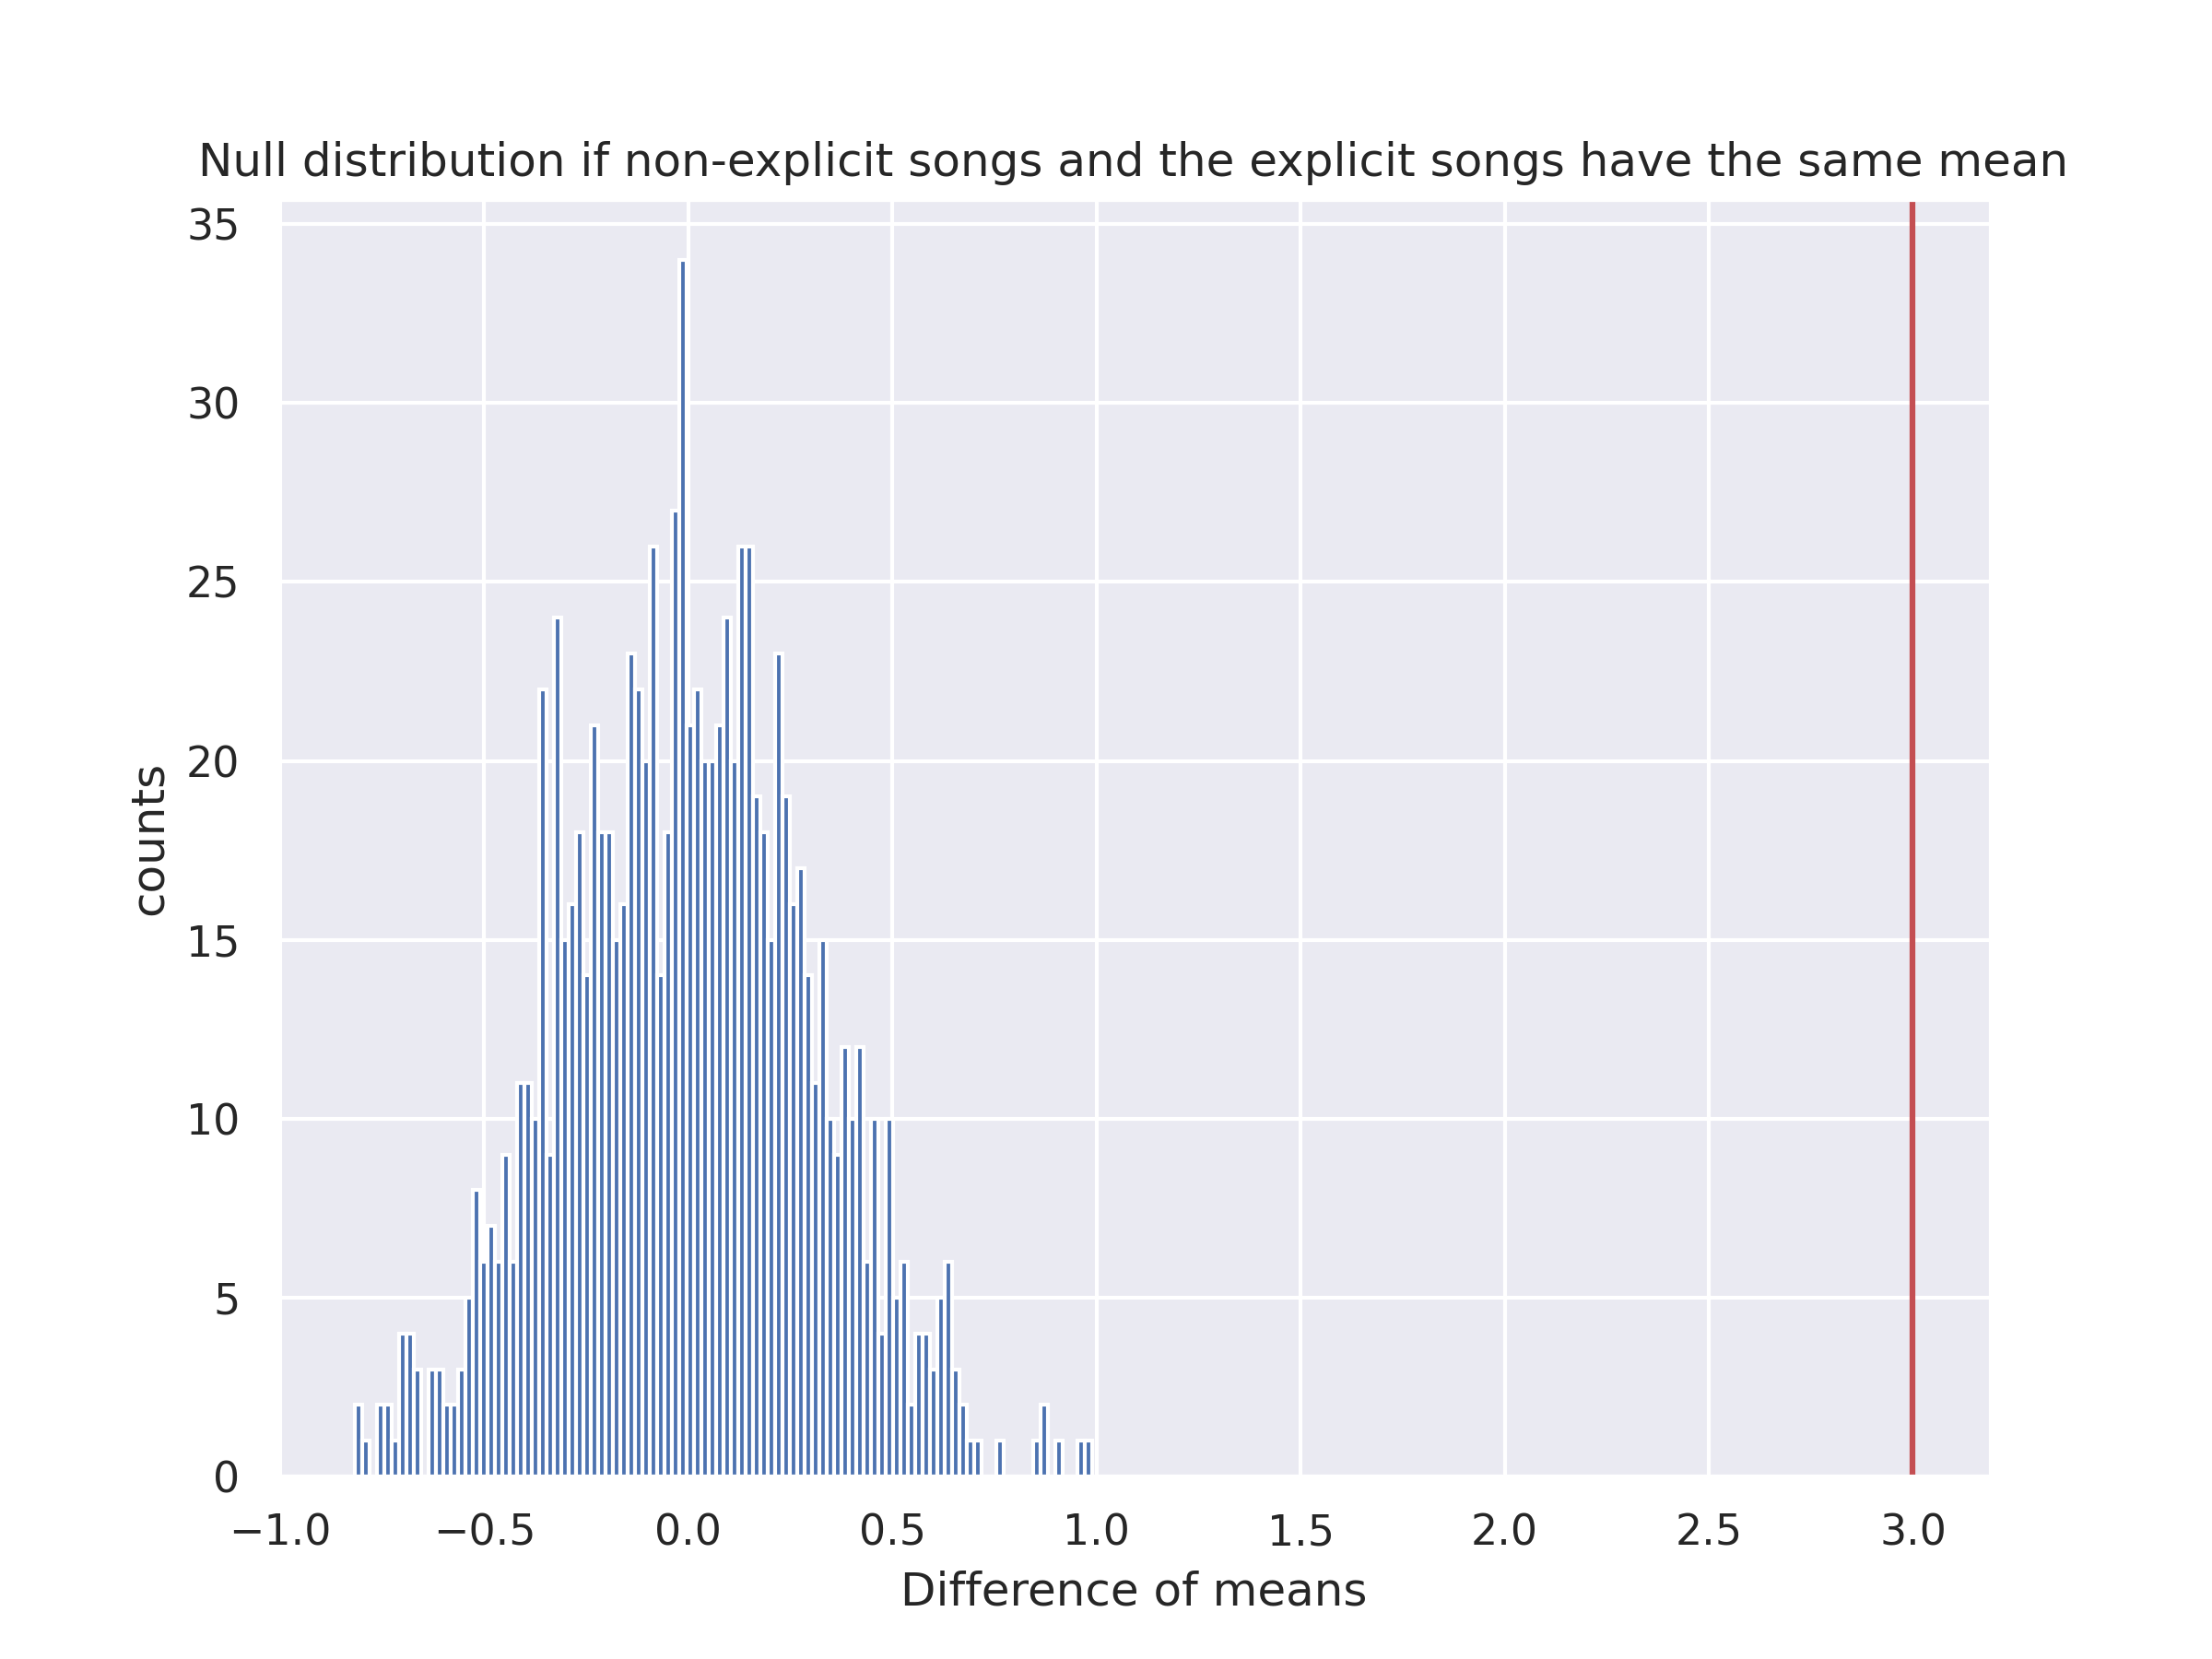 Null distribution if non-explicit songs and the explicit songs have the same mean
35
30
25
20
15
10
5
0
counts
−1.0 −0.5 0.0 0.5 1.0 1.5 2.0 2.5 3.0
Difference of means